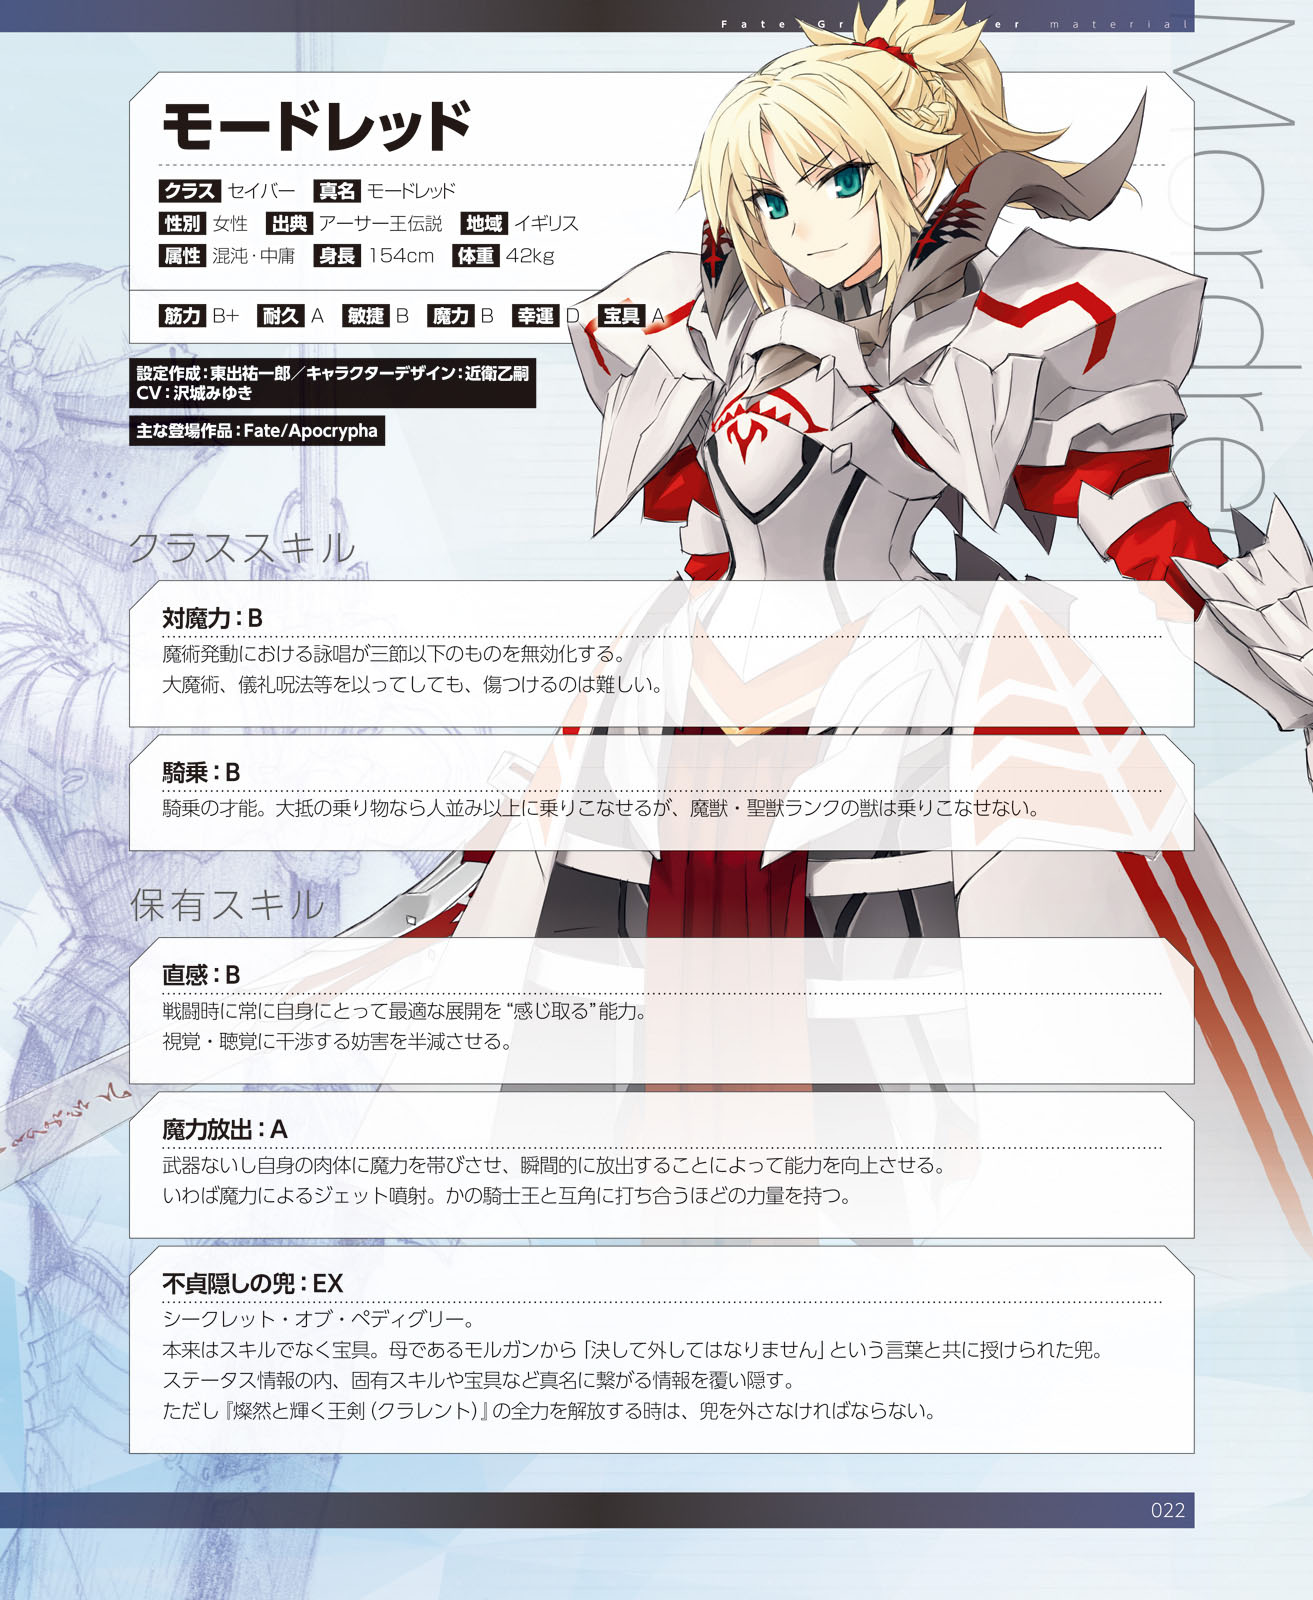 Fate/Gr er material
Mordre
モードレッド
クラス セイバー 真名 モードレッド
性別 女性 出典 アーサー王伝説 地域 イギリス
属性 混沌・中庸 身長 154cm 体重 42kg
筋力 B+ 耐久 A 敏捷 B 魔力 B 幸運 D 宝具 A
設定作成：東出祐一郎／キャラクターデザイン：近衛乙嗣
CV：沢城みゆき
主な登場作品：Fate/Apocrypha
クラススキル
対魔力：B
魔術発動における詠唱が三節以下のものを無効化する。
大魔術、儀礼呪法等を以ってしても、傷つけるのは難しい。
騎乗：B
騎乗の才能。大抵の乗り物なら人並み以上に乗りこなせるが、魔獣・聖獣ランクの獣は乗りこなせない。
保有スキル
直感：B
戦闘時に常に自身にとって最適な展開を“感じ取る”能力。
視覚・聴覚に干渉する妨害を半減させる。
魔力放出：A
武器ないし自身の肉体に魔力を帯びさせ、瞬間的に放出することによって能力を向上させる。
いわば魔力によるジェット噴射。かの騎士王と互角に打ち合うほどの力量を持つ。
不貞隠しの兜：EX
シークレット・オブ・ペディグリー。
本来はスキルでなく宝具。母であるモルガンから「決して外してはなりません」という言葉と共に授けられた兜。
ステータス情報の内、固有スキルや宝具など真名に繋がる情報を覆い隠す。
ただし『燦然と輝く王剣（クラレント）』の全力を解放する時は、兜を外さなければならない。
022